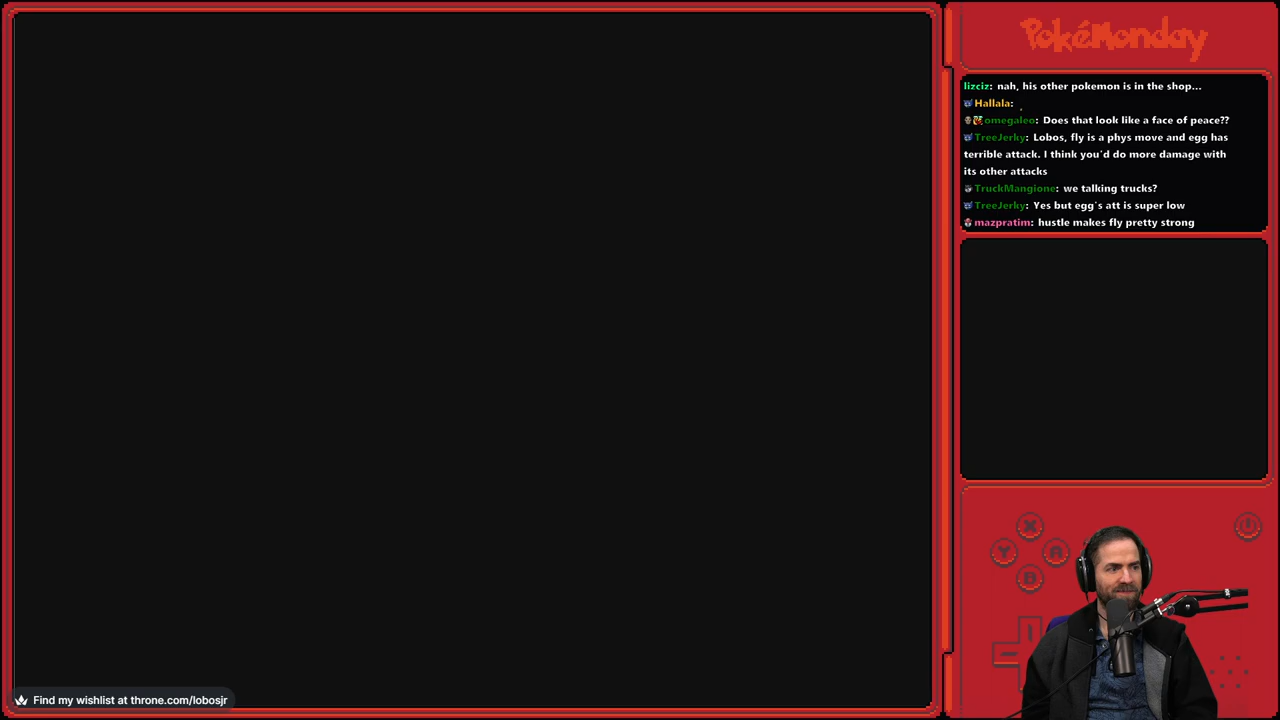 PokéMonday
lizciz: nah, his other pokemon is in the shop...
Hallala:
omegaleo: Does that look like a face of peace??
TreeJerky: Lobos, fly is a phys move and egg has
terrible attack. I think you'd do more damage with
its other attacks
TruckMangione: we talking trucks?
TreeJerky: Yes but egg's att is super low
mazpratim: hustle makes fly pretty strong
X
Y A
B
Find my wishlist at throne.com/lobosjr